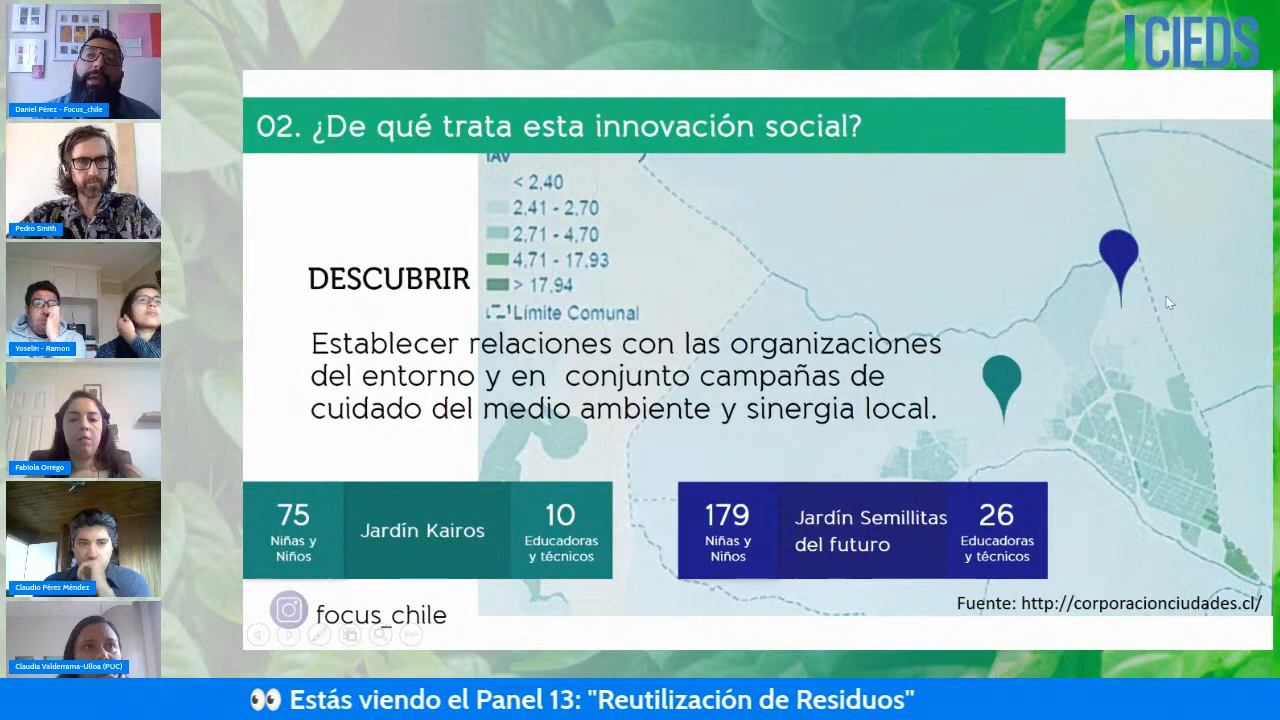 CIEDS
Daniel Pérez - Focus_chile
Pedro Smith
Yoselin - Ramon
Fabiola Orrego
Claudio Pérez Méndez
Claudia Valderrama-Ulloa (PUC)
02. ¿De qué trata esta innovación social?
IAV
< 2,40
2,41 - 2,70
2,71 - 4,70
4,71 - 17,93
> 17,94
Límite Comunal
DESCUBRIR
Establecer relaciones con las organizaciones
del entorno y en conjunto campañas de
cuidado del medio ambiente y sinergia local.
75
Niñas y
Niños
Jardín Kairos
10
Educadoras
y técnicos
179
Niñas y
Niños
Jardín Semillitas
del futuro
26
Educadoras
y técnicos
Fuente: http://corporacionciudades.cl/
focus_chile
👀 Estás viendo el Panel 13: "Reutilización de Residuos"